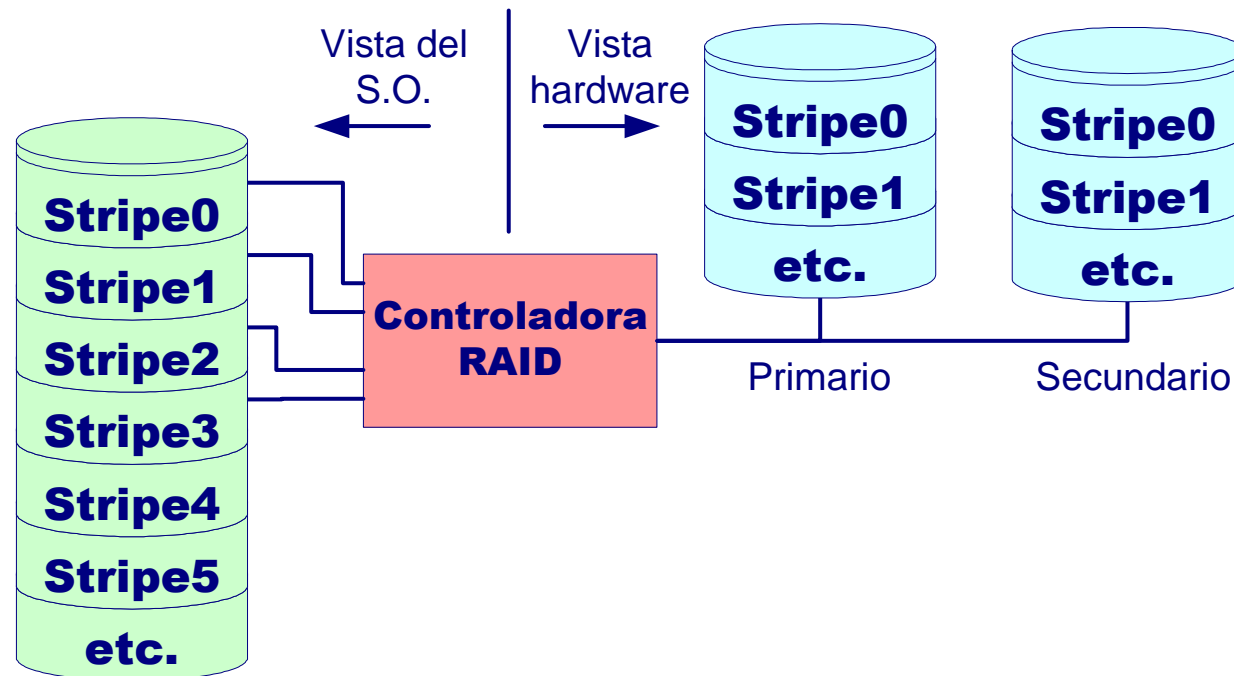 Vista del
S.O.
Vista
hardware
Stripe0
Stripe1
Stripe2
Stripe3
Stripe4
Stripe5
etc.
Controladora
RAID
Stripe0
Stripe1
etc.
Primario
Stripe0
Stripe1
etc.
Secundario